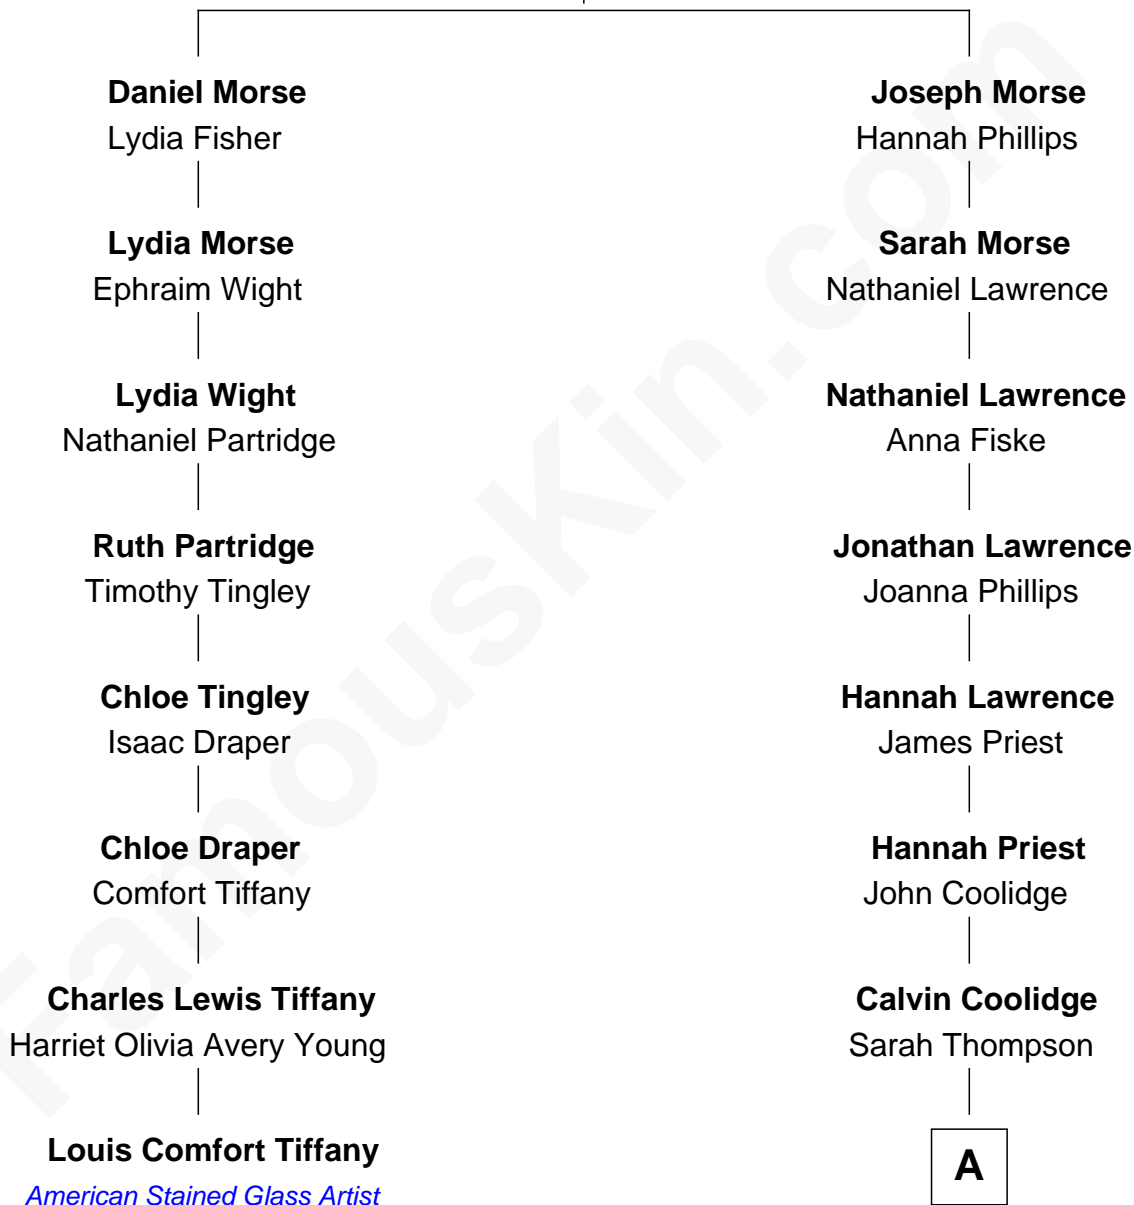 Daniel Morse
Lydia Fisher
Lydia Morse
Ephraim Wight
Lydia Wight
Nathaniel Partridge
Ruth Partridge
Timothy Tingley
Chloe Tingley
Isaac Draper
Chloe Draper
Comfort Tiffany
Charles Lewis Tiffany
Harriet Olivia Avery Young
Louis Comfort Tiffany
American Stained Glass Artist
Joseph Morse
Hannah Phillips
Sarah Morse
Nathaniel Lawrence
Nathaniel Lawrence
Anna Fiske
Jonathan Lawrence
Joanna Phillips
Hannah Lawrence
James Priest
Hannah Priest
John Coolidge
Calvin Coolidge
Sarah Thompson
A
FamousKin.com